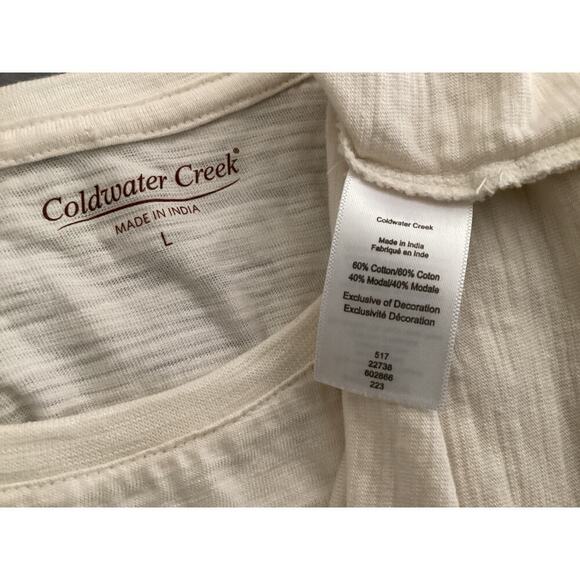 Coldwater Creek®
MADE IN INDIA
L
Coldwater Creek
Made in India
Fabriqué en Inde
60% Cotton/60% Coton
40% Modal/40% Modale
Exclusive of Decoration
Exclusivité Décoration
517
22738
602866
223